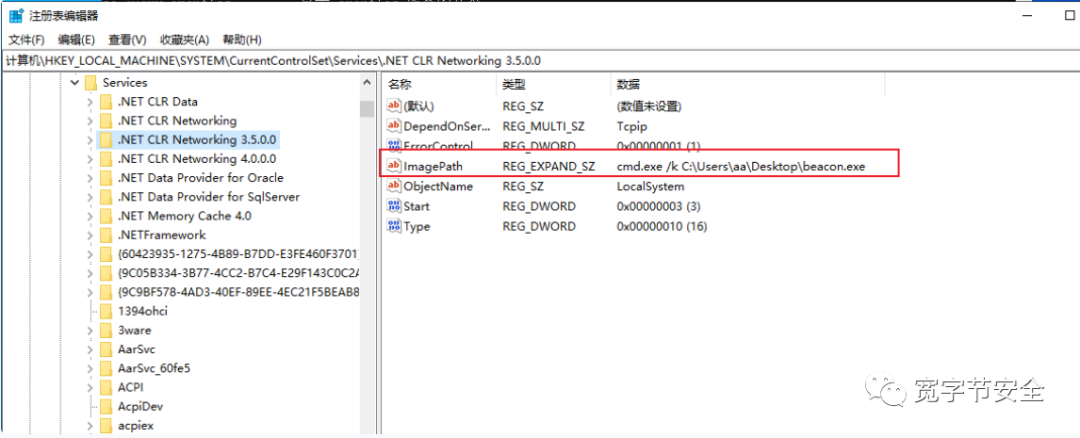 注册表编辑器
文件(F) 编辑(E) 查看(V) 收藏夹(A) 帮助(H)
计算机\HKEY_LOCAL_MACHINE\SYSTEM\CurrentControlSet\Services\.NET CLR Networking 3.5.0.0
Services
.NET CLR Data
.NET CLR Networking
.NET CLR Networking 3.5.0.0
.NET CLR Networking 4.0.0.0
.NET Data Provider for Oracle
.NET Data Provider for SqlServer
.NET Memory Cache 4.0
.NETFramework
{60423935-1275-4B89-B7DD-E3FE460F3701}
{9C05B334-3B77-4CC2-B7C4-E29F143C0C2A
{9C9BF578-4AD3-40EF-89EE-4EC21F5BEAB8
1394ohci
3ware
AarSvc
AarSvc_60fe5
ACPI
AcpiDev
acpiex
名称 类型 数据
(默认) REG_SZ (数值未设置)
DependOnSer... REG_MULTI_SZ Tcpip
ErrorControl REG_DWORD 0x00000001 (1)
ImagePath REG_EXPAND_SZ cmd.exe /k C:\Users\aa\Desktop\beacon.exe
ObjectName REG_SZ LocalSystem
Start REG_DWORD 0x00000003 (3)
Type REG_DWORD 0x00000010 (16)
宽字节安全